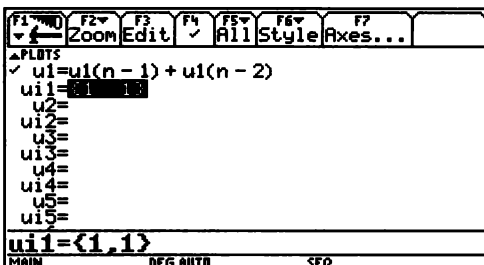 F1 F2 F3 F4 F5 F6 F7
Zoom Edit ✓ All Style Axes...
▲PLOTS
✓ u1=u1(n - 1) + u1(n - 2)
ui1={1 1}
u2=
ui2=
u3=
ui3=
u4=
ui4=
u5=
ui5=
ui1={1,1}
MAIN DEG AUTO SEQ